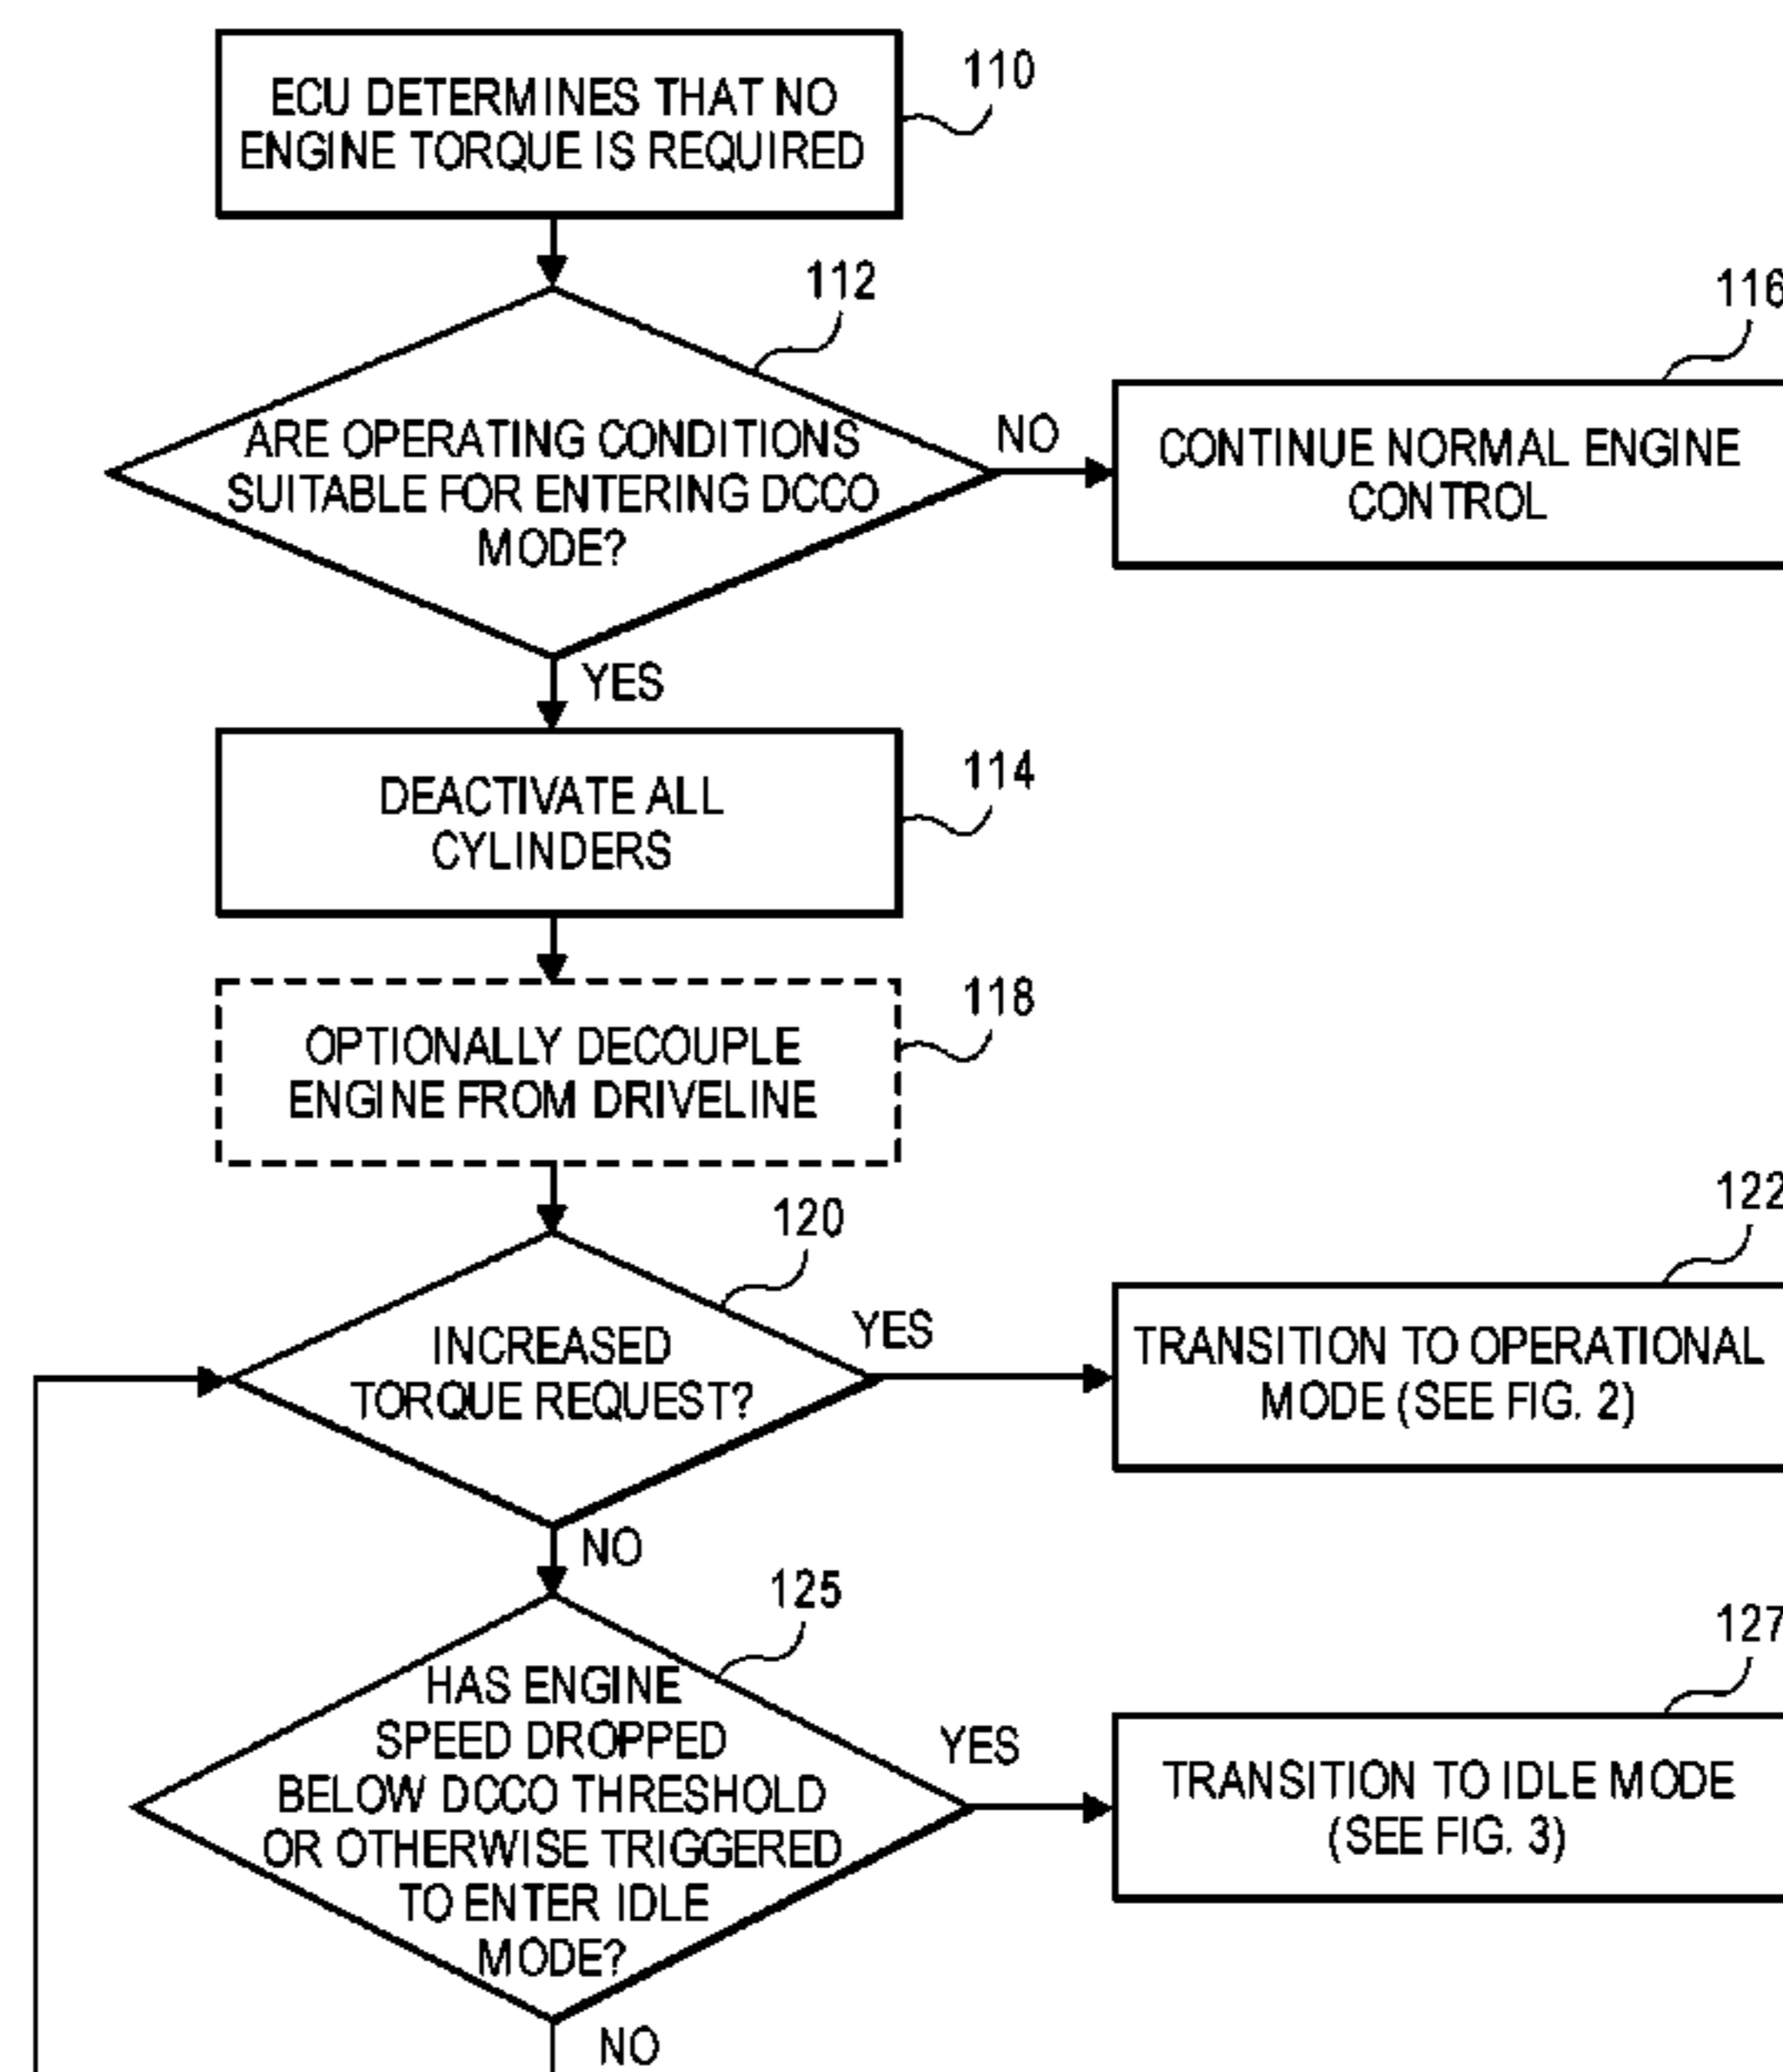 ECU DETERMINES THAT NO
ENGINE TORQUE IS REQUIRED
110
112
ARE OPERATING CONDITIONS
SUITABLE FOR ENTERING DCCO
MODE?
NO
116
CONTINUE NORMAL ENGINE
CONTROL
YES
DEACTIVATE ALL
CYLINDERS
114
OPTIONALLY DECOUPLE
ENGINE FROM DRIVELINE
118
120
INCREASED
TORQUE REQUEST?
YES
122
TRANSITION TO OPERATIONAL
MODE (SEE FIG. 2)
NO
125
HAS ENGINE
SPEED DROPPED
BELOW DCCO THRESHOLD
OR OTHERWISE TRIGGERED
TO ENTER IDLE
MODE?
YES
127
TRANSITION TO IDLE MODE
(SEE FIG. 3)
NO